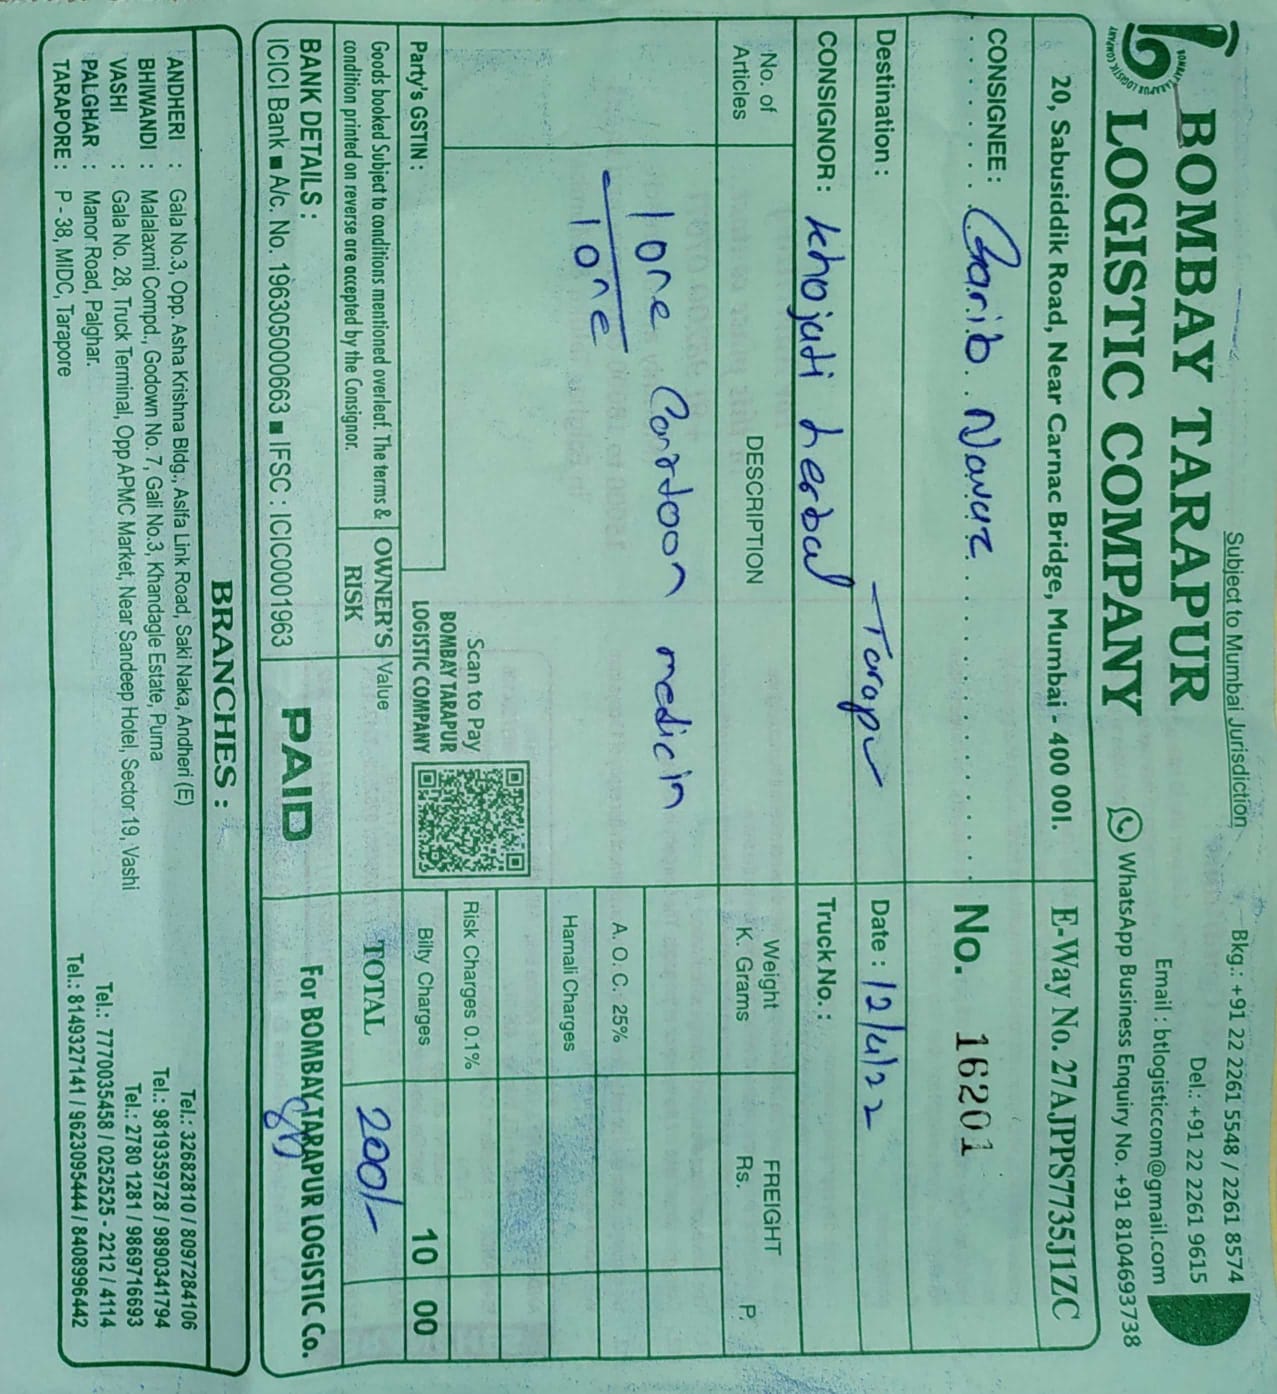 Subject to Mumbai Jurisdiction
Bkg.: +91 22 2261 5548 / 2261 8574
Del.: +91 22 2261 9615
Email : btlogisticcom@gmail.com
WhatsApp Business Enquiry No. +91 8104693738
BOMBAY TARAPUR
LOGISTIC COMPANY
20, Sabusiddik Road, Near Carnac Bridge, Mumbai - 400 001.
E-Way No. 27AJPPS7735J1ZC
CONSIGNEE : Garib. Nawaz
No. 16201
Destination : Tarapur
Date : 12/4/22
CONSIGNOR : khojati herbal
Truck No. :
No. of Articles
DESCRIPTION
Weight K. Grams
FREIGHT
Rs. P.
1 one Cartoon medicin
1 one
A. O. C. 25%
Hamali Charges
Risk Charges 0.1%
Billy Charges 10 00
Scan to Pay
BOMBAY TARAPUR
LOGISTIC COMPANY
Party's GSTIN :
Goods booked Subject to conditions mentioned overleaf. The terms &
condition printed on reverse are accepted by the Consignor.
OWNER'S RISK
Value
TOTAL 200/-
BANK DETAILS :
ICICI Bank ■ A/c. No. 196305000663 ■ IFSC : ICIC0001963
PAID
For BOMBAY TARAPUR LOGISTIC Co.
BRANCHES :
ANDHERI : Gala No.3, Opp. Asha Krishna Bldg., Aslfa Link Road, Saki Naka, Andheri (E) Tel.: 32682810 / 8097284106
BHIWANDI : Malalaxmi Compd., Godown No. 7, Gali No.3, Khandagle Estate, Purna Tel.: 9819359728 / 9890341794
VASHI : Gala No. 28, Truck Terminal, Opp APMC Market, Near Sandeep Hotel, Sector 19, Vashi Tel.: 2780 1281 / 9869716693
PALGHAR : Manor Road, Palghar. Tel.: 7770035458 / 0252525 - 2212 / 4114
TARAPORE : P - 38, MIDC, Tarapore Tel.: 8149327141 / 9623095444 / 8408996442